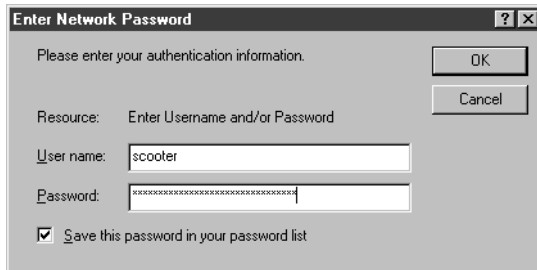 Enter Network Password
Please enter your authentication information.
OK
Cancel
Resource: Enter Username and/or Password
User name: scooter
Password: ********************************
Save this password in your password list